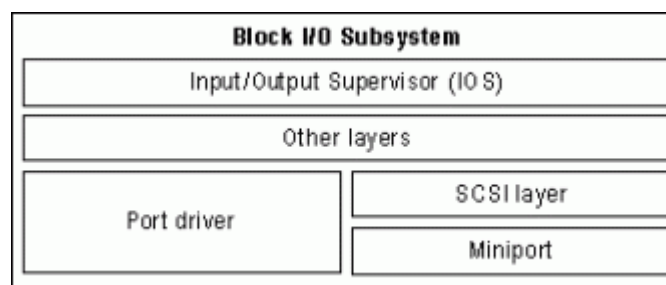 Block I/O Subsystem
Input/Output Supervisor (IOS)
Other layers
Port driver
SCSI layer
Miniport